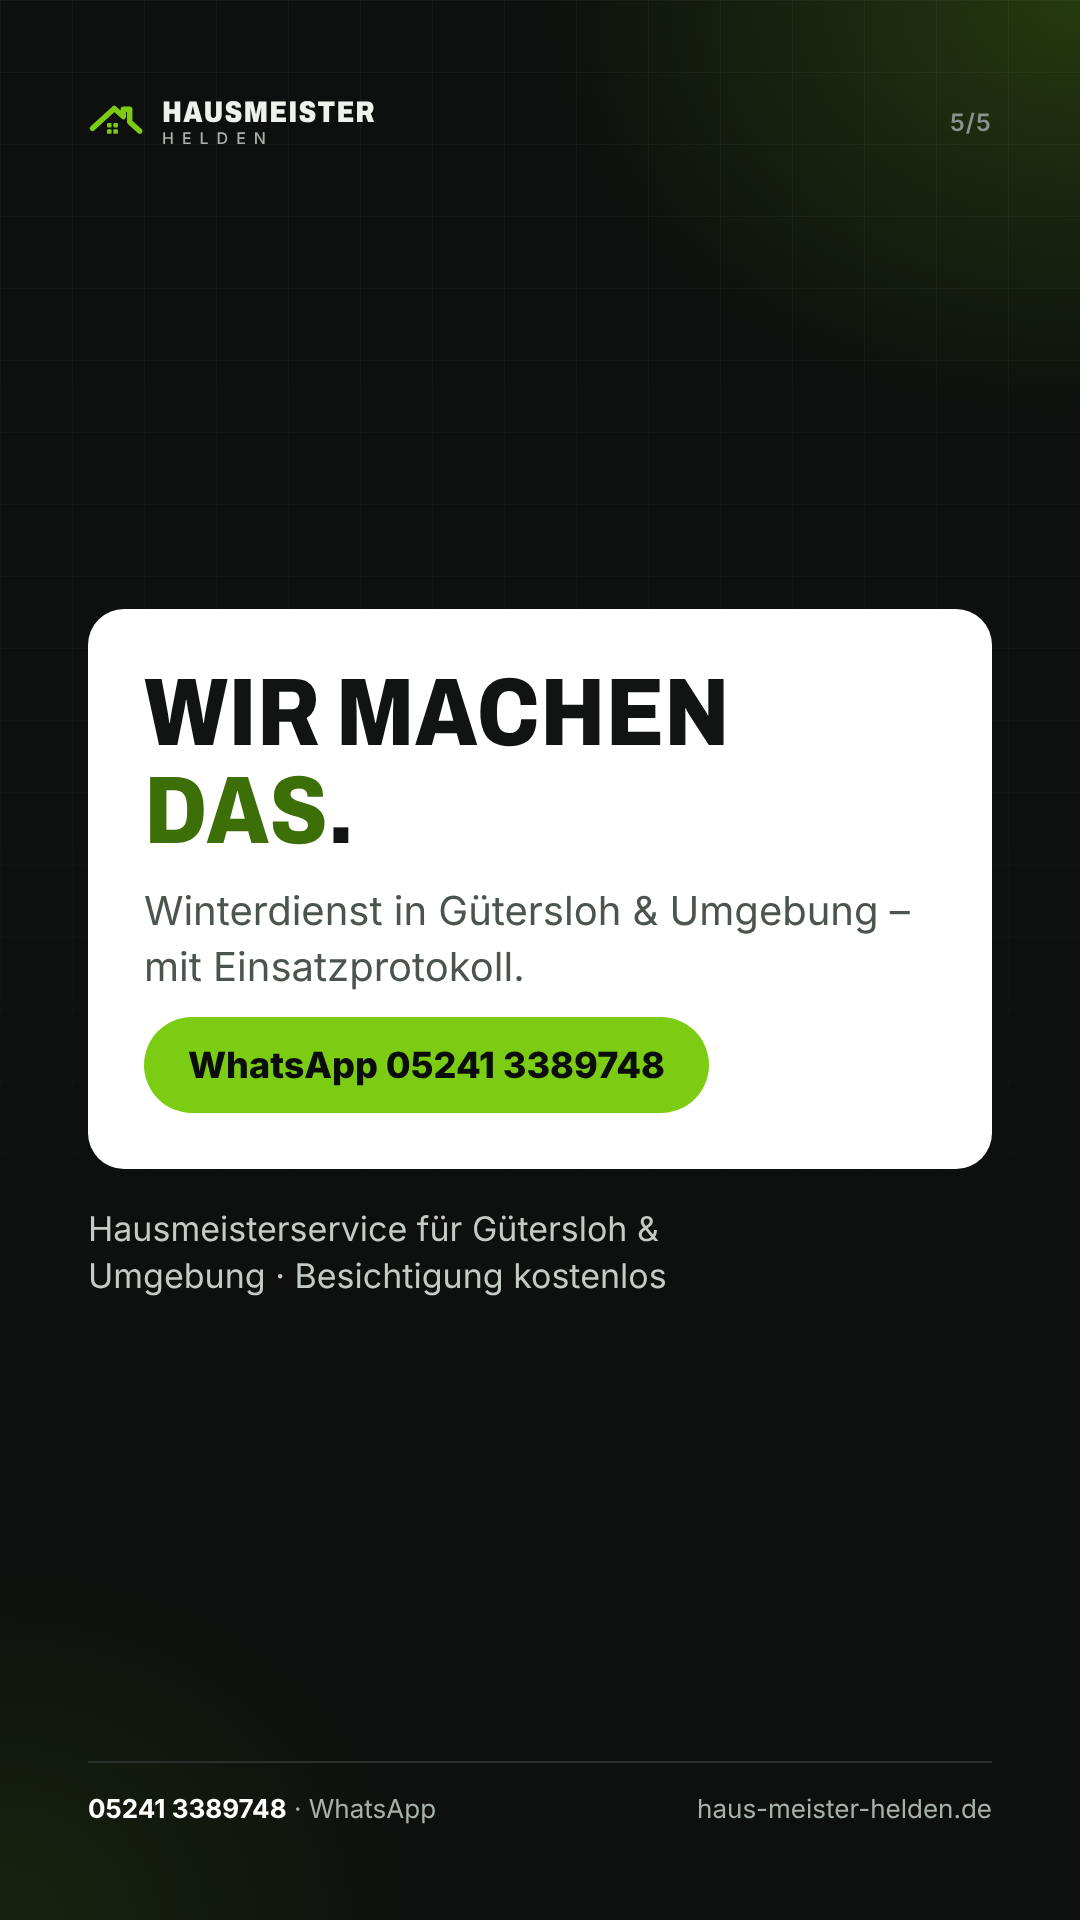 HAUSMEISTER
HELDEN
5/5
WIR MACHEN
DAS.
Winterdienst in Gütersloh & Umgebung –
mit Einsatzprotokoll.
WhatsApp 05241 3389748
Hausmeisterservice für Gütersloh &
Umgebung · Besichtigung kostenlos
05241 3389748 · WhatsApp
haus-meister-helden.de